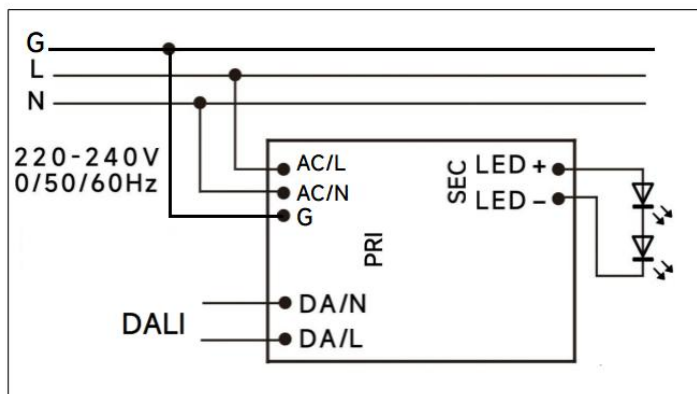 G
L
N
220-240V
0/50/60Hz
AC/L
AC/N
G
PRI
SEC
LED +
LED -
DALI
DA/N
DA/L